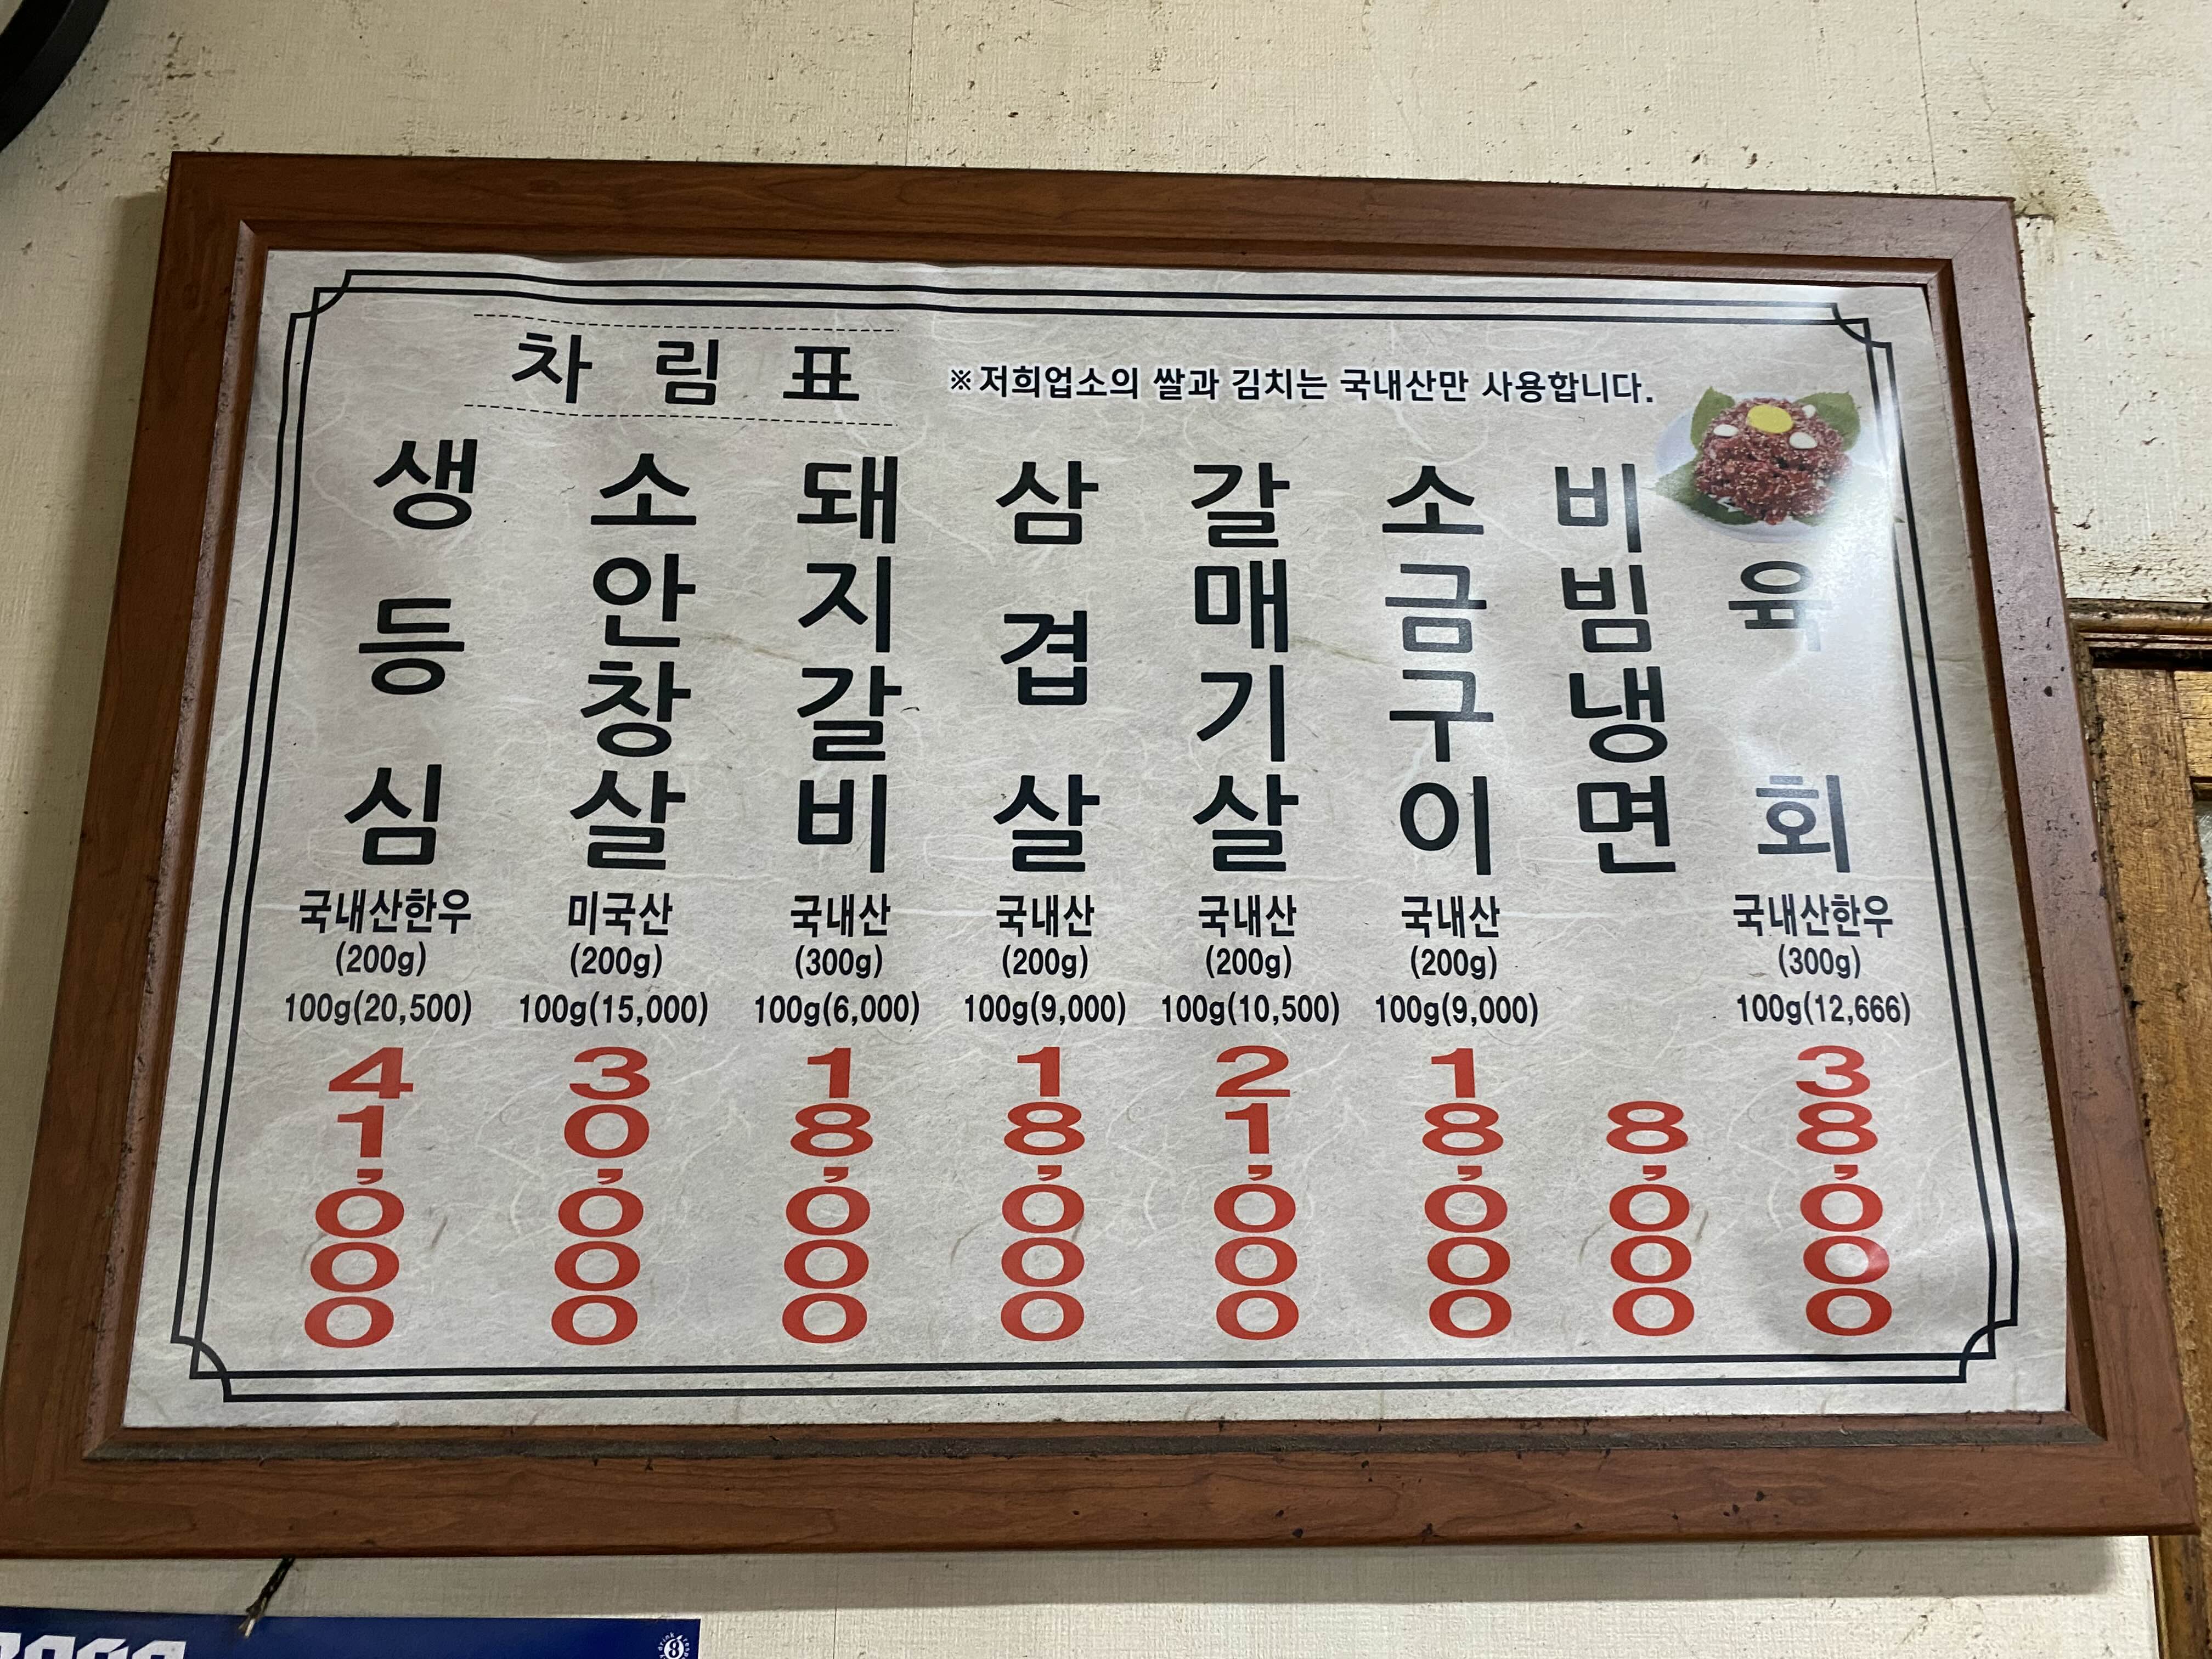 차림표
※저희업소의 쌀과 김치는 국내산만 사용합니다.
생등심
국내산한우
(200g)
100g(20,500)
41,000
소안창살
미국산
(200g)
100g(15,000)
30,000
돼지갈비
국내산
(300g)
100g(6,000)
18,000
삼겹살
국내산
(200g)
100g(9,000)
18,000
갈매기살
국내산
(200g)
100g(10,500)
21,000
소금구이
국내산
(200g)
100g(9,000)
18,000
비빔냉면
8,000
육회
국내산한우
(300g)
100g(12,666)
38,000